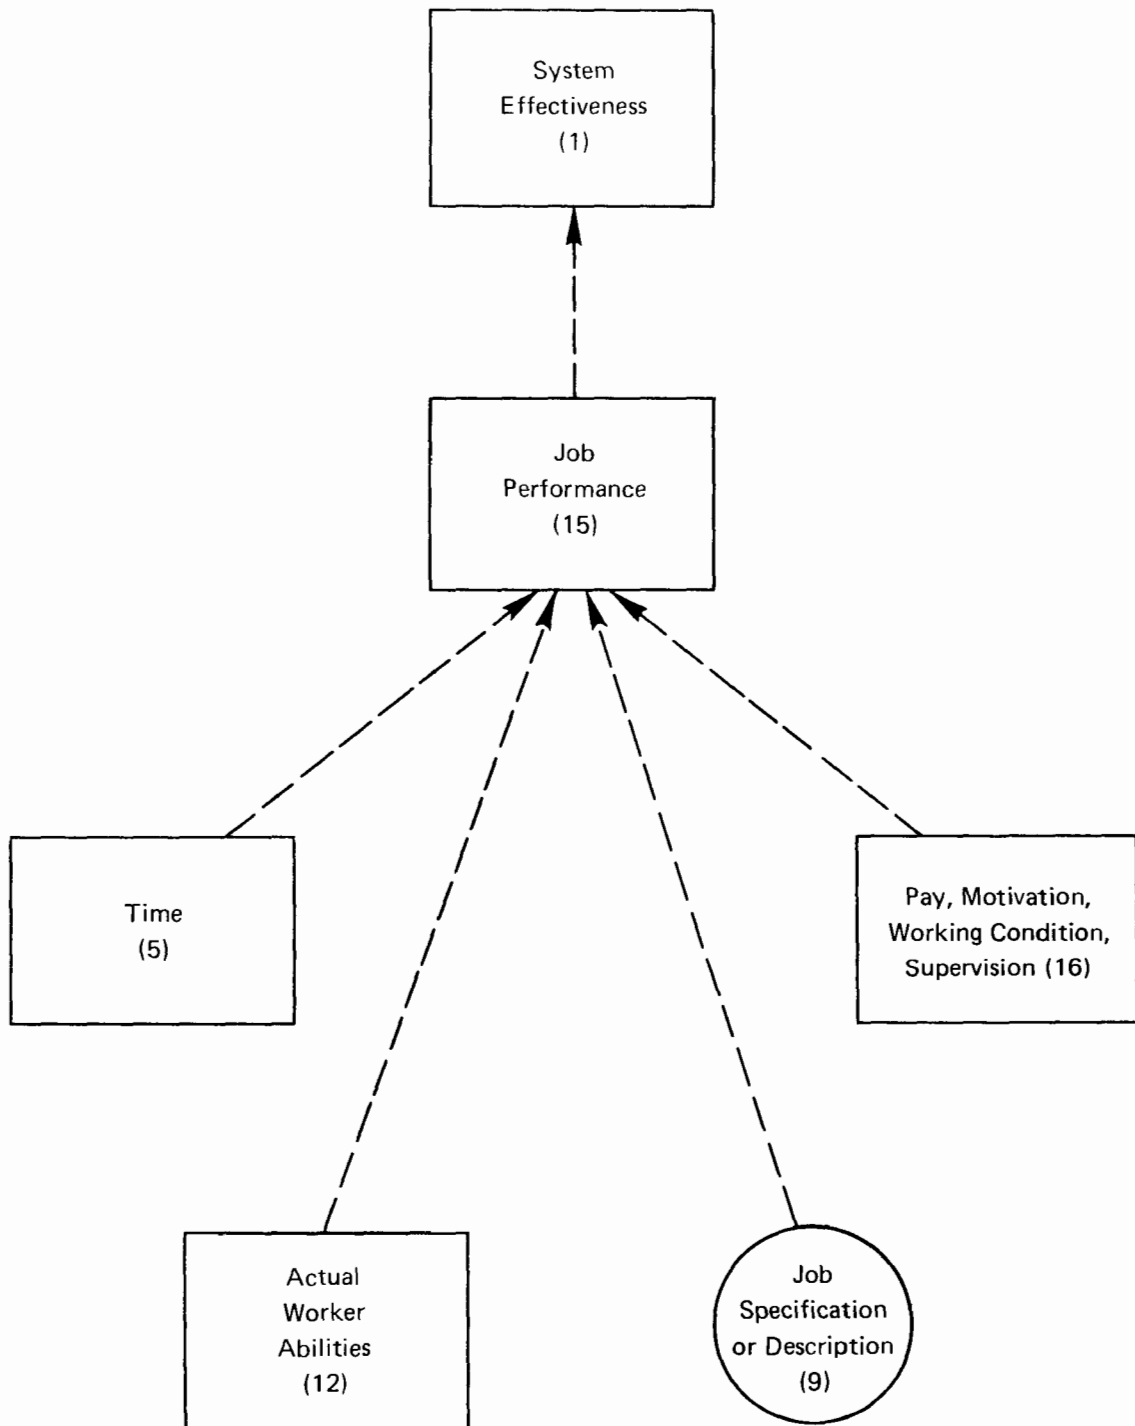 System
Effectiveness
(1)
Job
Performance
(15)
Time
(5)
Pay, Motivation,
Working Condition,
Supervision (16)
Actual
Worker
Abilities
(12)
Job
Specification
or Description
(9)